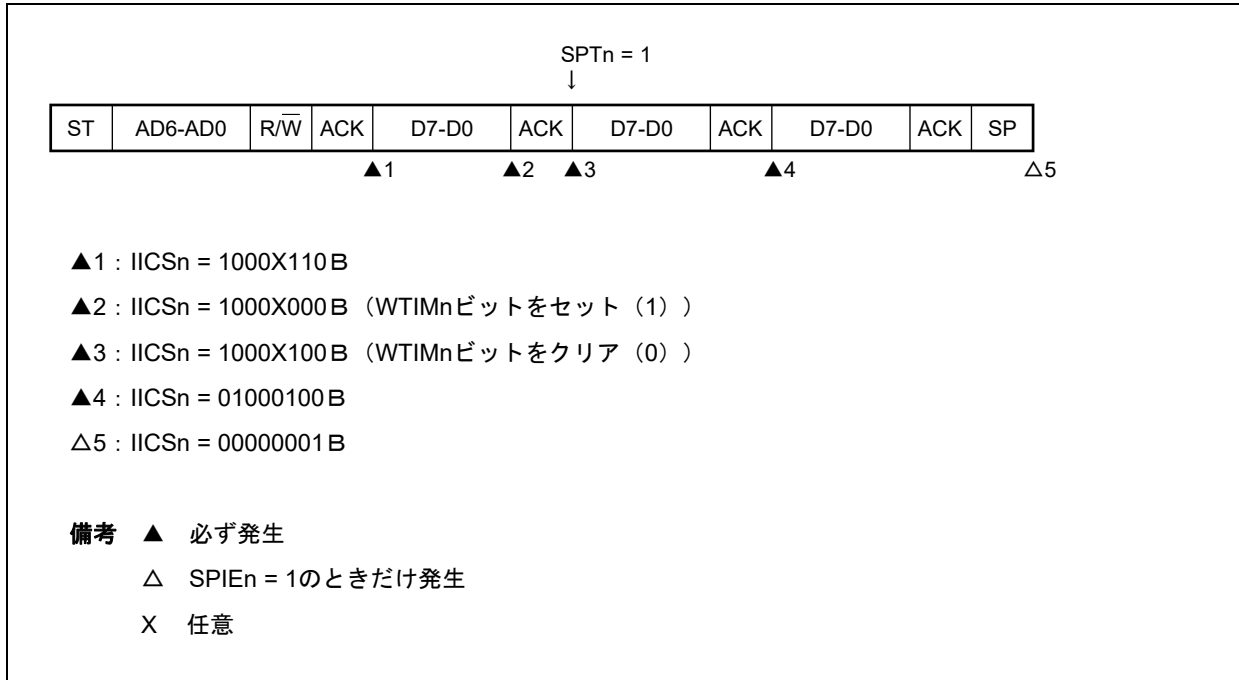 SPTn = 1
↓
ST AD6-AD0 R/W̅ ACK D7-D0 ACK D7-D0 ACK D7-D0 ACK SP
▲1 ▲2 ▲3 ▲4 △5
▲1：IICSn = 1000X110Ｂ
▲2：IICSn = 1000X000Ｂ（WTIMnビットをセット（1））
▲3：IICSn = 1000X100Ｂ（WTIMnビットをクリア（0））
▲4：IICSn = 01000100Ｂ
△5：IICSn = 00000001Ｂ
備考 ▲ 必ず発生
△ SPIEn = 1のときだけ発生
X 任意